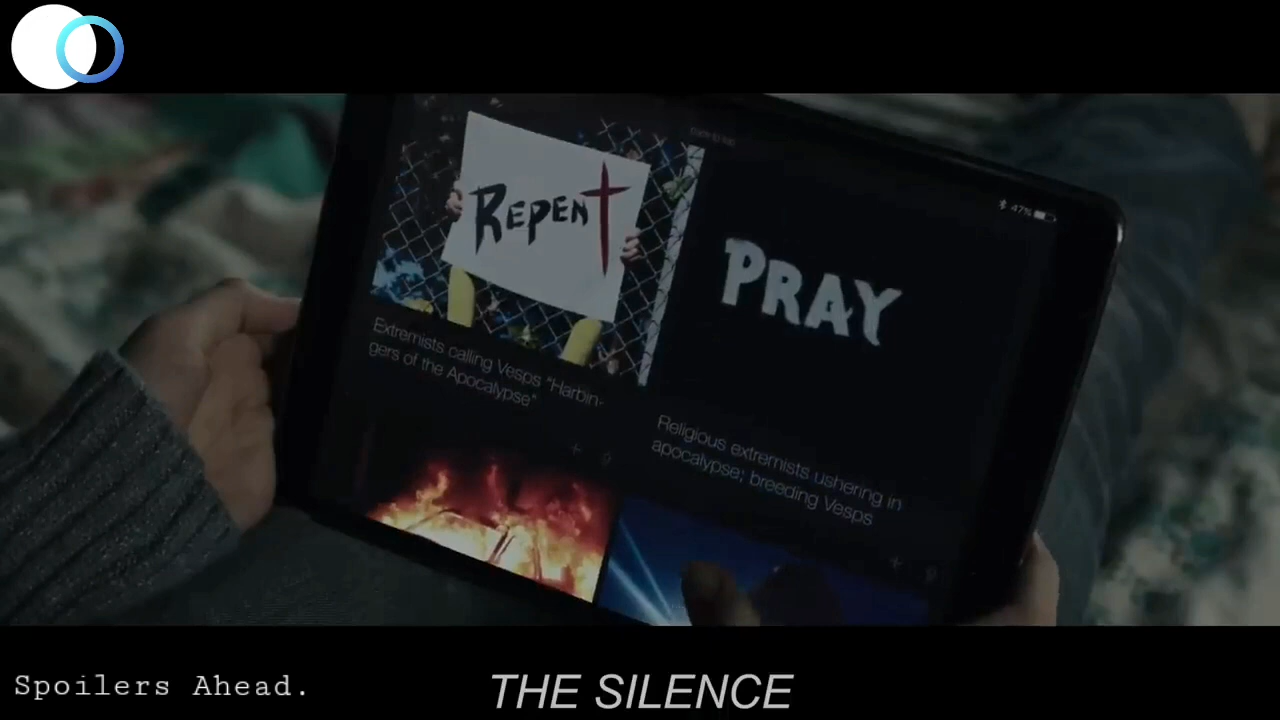 REPENT
47%
PRAY
Extremists calling Vesps "Harbin-
gers of the Apocalypse"
Religious extremists ushering in
apocalypse; breeding Vesps
Spoilers Ahead.
THE SILENCE